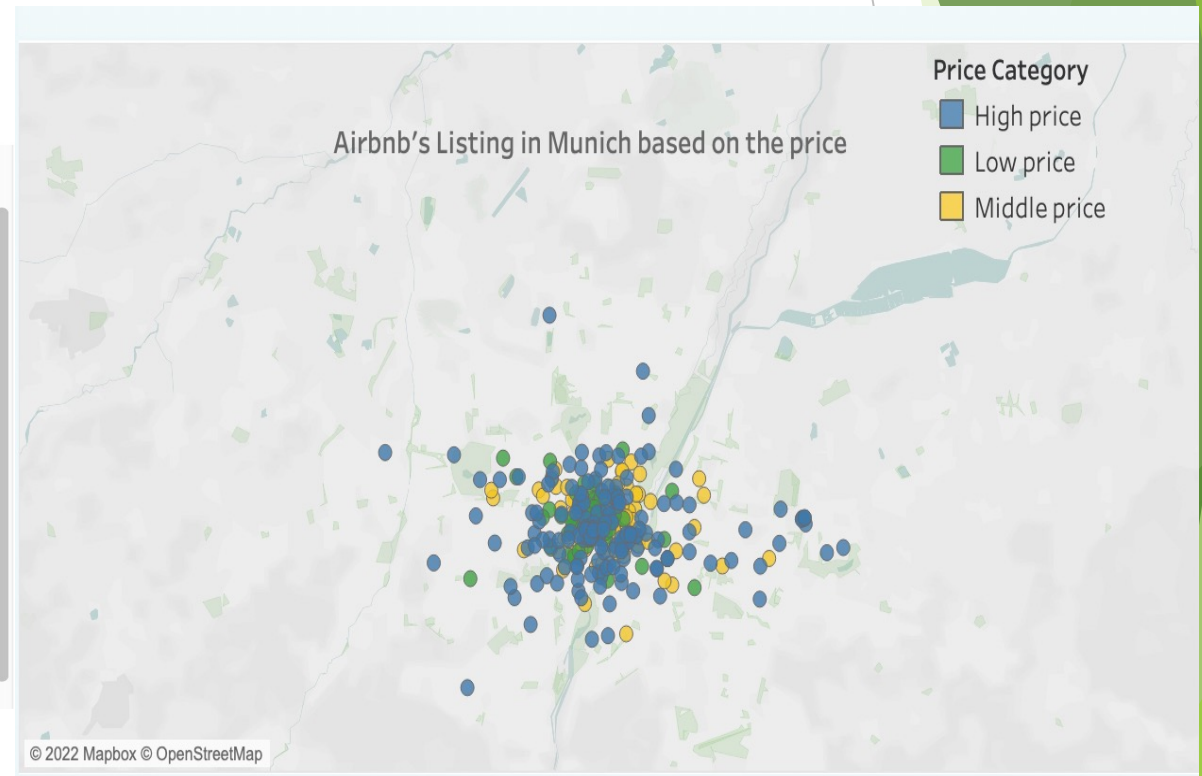 Airbnb's Listing in Munich based on the price
Price Category
High price
Low price
Middle price
© 2022 Mapbox © OpenStreetMap